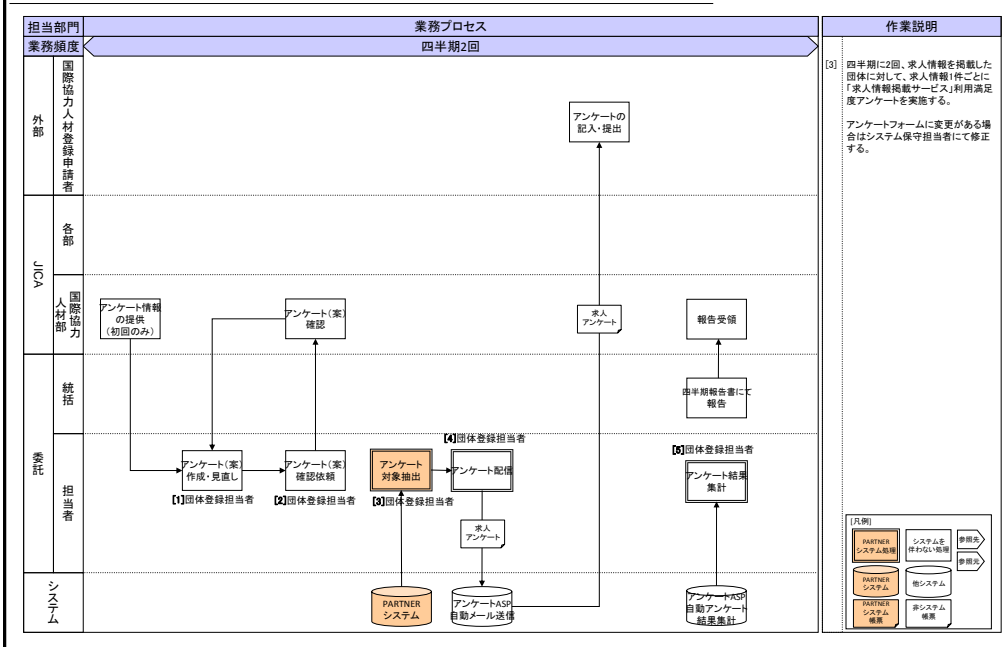 担当部門
業務プロセス
作業説明
業務頻度
四半期2回
外部
国際協力人材登録申請者
アンケートの
記入・提出
JICA
各部
国際協力
人材部
アンケート情報
の提供
(初回のみ)
アンケート(案)
確認
求人
アンケート
報告受領
委託
統括
四半期報告書にて
報告
担当者
アンケート(案)
作成・見直し
[1]団体登録担当者
アンケート(案)
確認依頼
[2]団体登録担当者
アンケート
対象抽出
[3]団体登録担当者
[4]団体登録担当者
アンケート配信
求人
アンケート
[5]団体登録担当者
アンケート結果
集計
システム
PARTNER
システム
アンケートASP
自動メール送信
アンケートASP
自動アンケート
結果集計
[3] 四半期に2回、求人情報を掲載した
団体に対して、求人情報1件ごとに
「求人情報掲載サービス」利用満足
度アンケートを実施する。
アンケートフォームに変更がある場
合はシステム保守担当者にて修正
する。
[凡例]
PARTNER
システム処理
システムを
伴わない処理
参照先
参照元
PARTNER
システム
他システム
PARTNER
システム
帳票
非システム
帳票